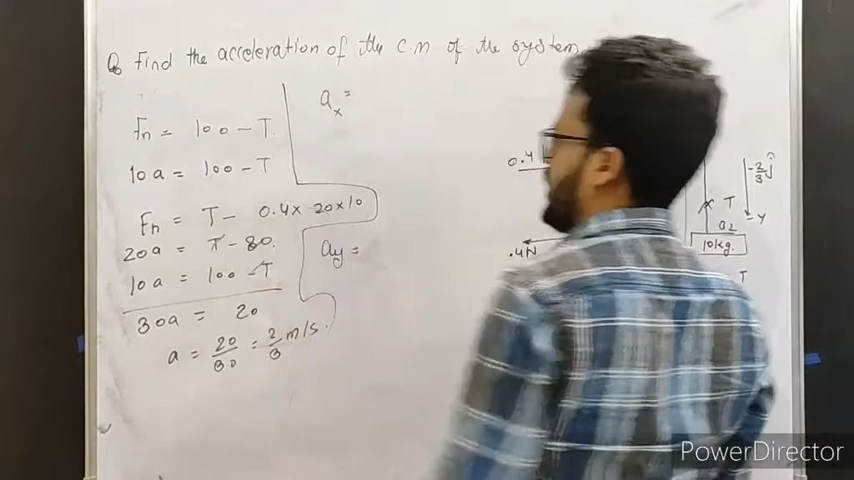 Q. Find the acceleration of the C.M of the system
Fn = 100 - T
10a = 100 - T
Fn = T - 0.4 x 20 x 10
20a = T - 80.
10a = 100 - T
30a = 20
a = 20/30 = 2/3 m/s.
ax =
ay =
0.4
.4N
-2/3 ĵ
T
-y
a2
10kg.
T
PowerDirector